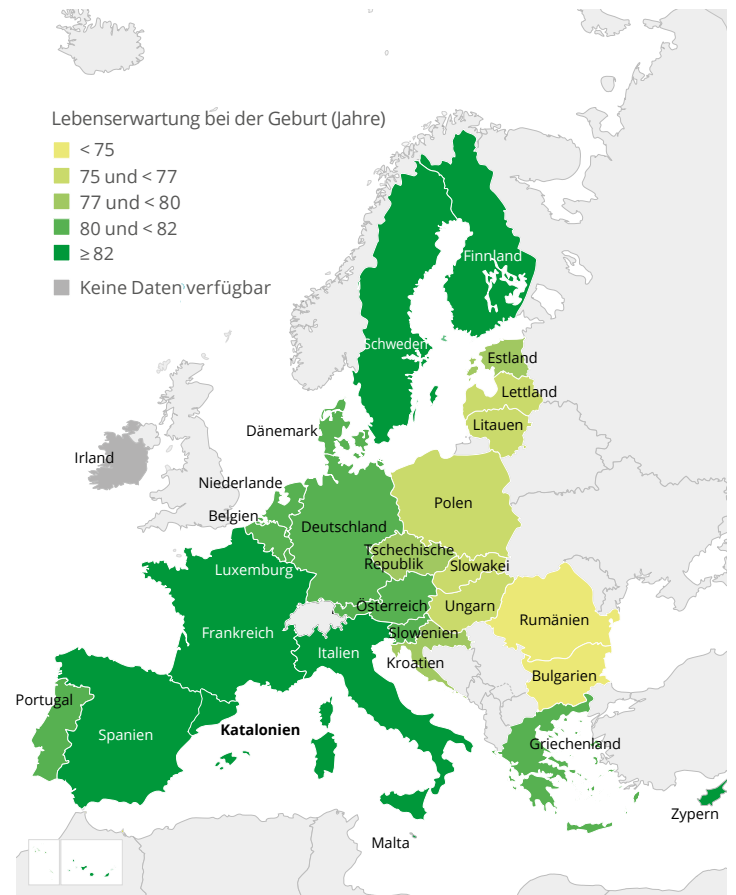 Lebenserwartung bei der Geburt (Jahre)
< 75
75 und < 77
77 und < 80
80 und < 82
≥ 82
Keine Daten verfügbar
Finnland
Schweden
Estland
Lettland
Litauen
Dänemark
Irland
Niederlande
Polen
Belgien
Deutschland
Tschechische
Republik
Slowakei
Luxemburg
Österreich
Ungarn
Rumänien
Frankreich
Slowenien
Italien
Kroatien
Bulgarien
Portugal
Spanien
Katalonien
Griechenland
Zypern
Malta